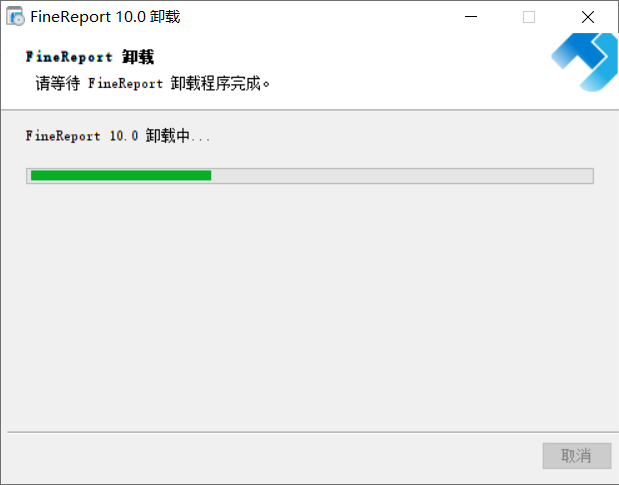 FineReport 10.0 卸载
FineReport 卸载
请等待 FineReport 卸载程序完成。
FineReport 10.0 卸载中...
取消